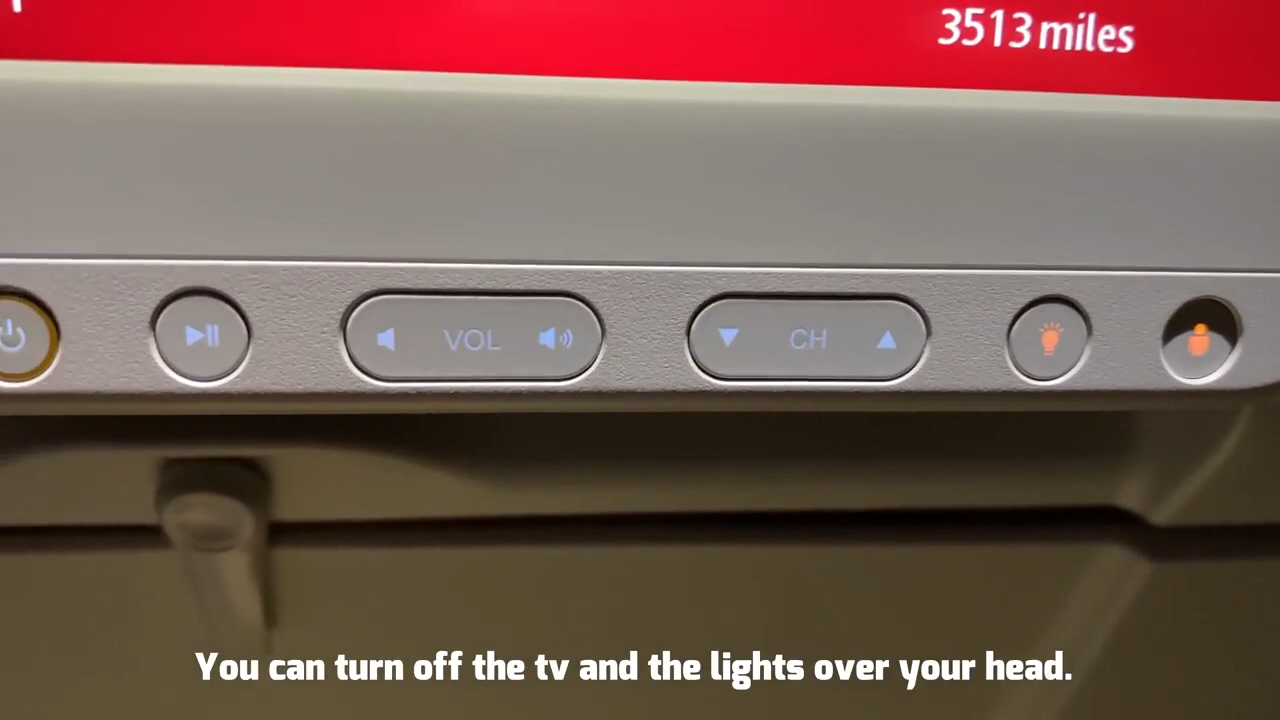 3513 miles
VOL
CH
You can turn off the tv and the lights over your head.